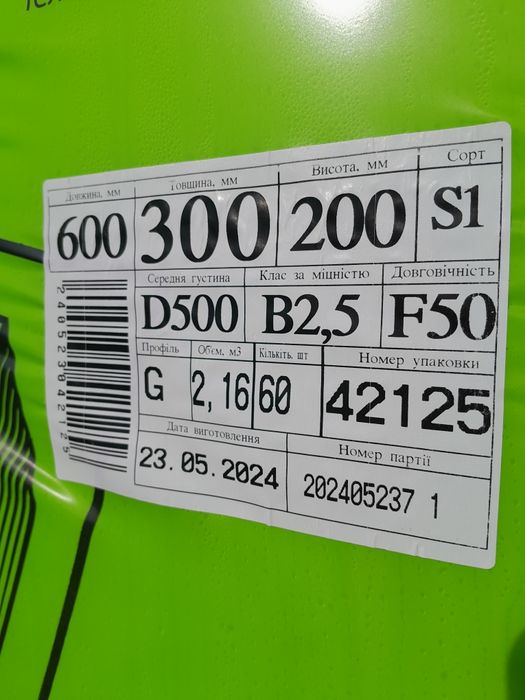 Довжина, мм Товщина, мм Висота, мм Сорт
600 300 200 S1
Середня густина Клас за міцністю Довговічність
D500 B2,5 F50
Профіль Обєм, м3 Кількість, шт Номер упаковки
G 2,16 60 42125
Дата виготовлення Номер партії
23.05.2024 202405237 1
240523042125